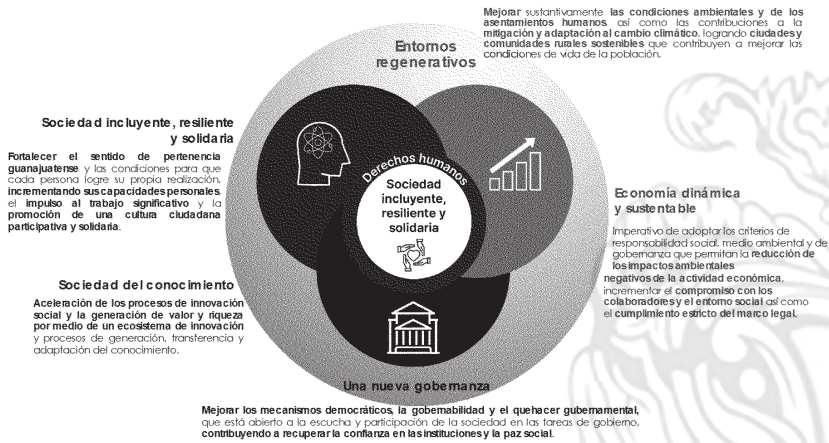 Mejorar sustantivamente las condiciones ambientales y de los
asentamientos humanos, así como las contribuciones a la
mitigación y adaptación al cambio climático, logrando ciudades y
comunidades rurales sostenibles que contribuyen a mejorar las
condiciones de vida de la población.
Entornos
regenerativos
Sociedad incluyente, resiliente
y solidaria
Fortalecer el sentido de pertenencia
guanajuatense y las condiciones para que
cada persona logre su propia realización,
incrementando sus capacidades personales,
el impulso al trabajo significativo y la
promoción de una cultura ciudadana
participativa y solidaria.
Derechos humanos
Sociedad
incluyente,
resiliente y
solidaria
Economía dinámica
y sustentable
Imperativo de adoptar los criterios de
responsabilidad social, medio ambiental y de
gobernanza que permitan la reducción de
los impactos ambientales
negativos de la actividad económica,
incrementar el compromiso con los
colaboradores y el entorno social así como
el cumplimiento estricto del marco legal.
Sociedad del conocimiento
Aceleración de los procesos de innovación
social y la generación de valor y riqueza
por medio de un ecosistema de innovación
y procesos de generación, transferencia y
adaptación del conocimiento.
Una nueva gobernanza
Mejorar los mecanismos democráticos, la gobernabilidad y el quehacer gubernamental,
que está abierto a la escucha y participación de la sociedad en las tareas de gobierno,
contribuyendo a recuperar la confianza en las instituciones y la paz social.